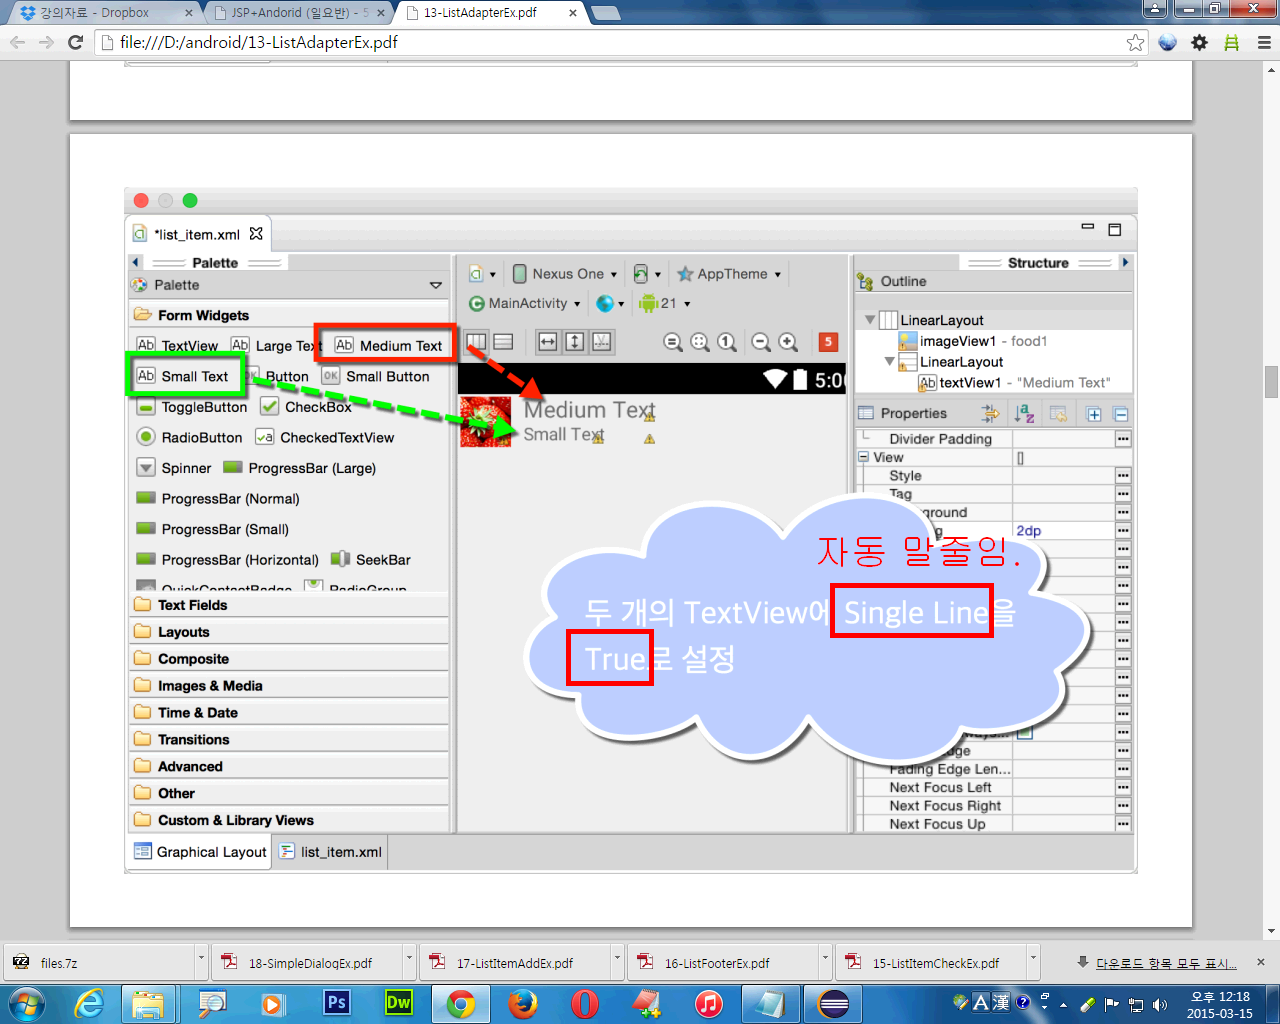 강의자료 - Dropbox
JSP+Andorid (일요반) - 5
13-ListAdapterEx.pdf
file:///D:/android/13-ListAdapterEx.pdf
*list_item.xml
Palette
Structure
Palette
Nexus One
AppTheme
Outline
MainActivity
21
Form Widgets
LinearLayout
TextView
Large Text
Medium Text
5
imageView1 - food1
LinearLayout
Small Text
Button
Small Button
5:0
textView1 - "Medium Text"
ToggleButton
CheckBox
Medium Text
Properties
RadioButton
CheckedTextView
Small Text
Divider Padding
View
[]
Spinner
ProgressBar (Large)
Style
Tag
ProgressBar (Normal)
ProgressBar (Small)
2dp
자동 말줄임.
ProgressBar (Horizontal)
SeekBar
QuickContactBadge
RadioGroup
Text Fields
두 개의 TextView에 Single Line을
True로 설정
Layouts
Composite
Images & Media
Time & Date
Transitions
Advanced
Fading Edge Len...
Other
Next Focus Left
Next Focus Right
Custom & Library Views
Next Focus Up
Graphical Layout
list_item.xml
files.7z
18-SimpleDialogEx.pdf
17-ListItemAddEx.pdf
16-ListFooterEx.pdf
15-ListItemCheckEx.pdf
다운로드 항목 모두 표시...
Ps
Dw
A 漢
오후 12:18
2015-03-15